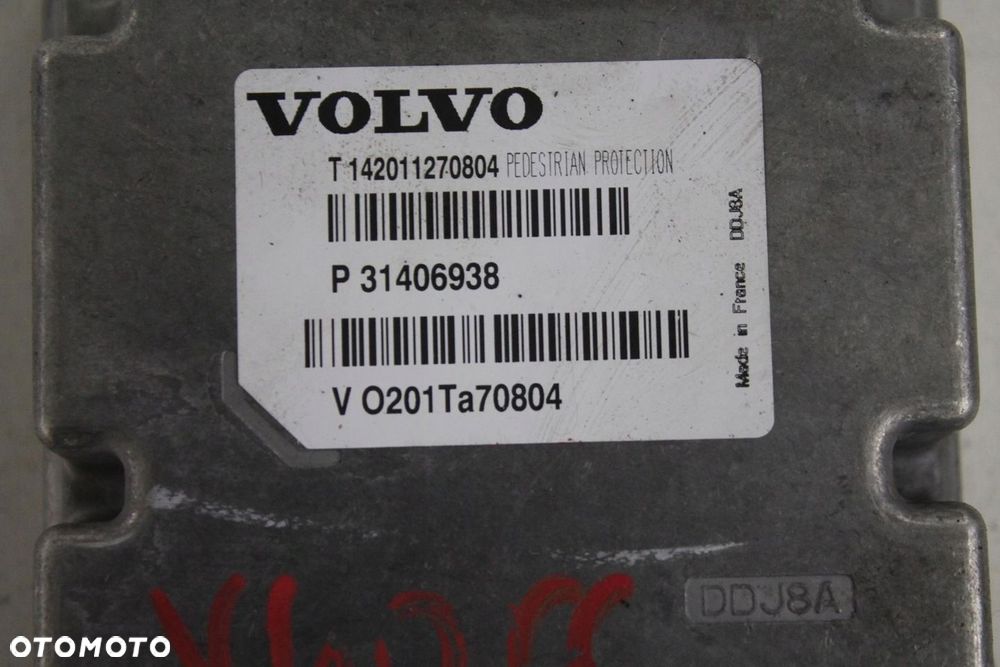 VOLVO
T 142011270804 PEDESTRIAN PROTECTION
P 31406938
V O201Ta70804
Made in France DDJ8A
DDJ8A
OTOMOTO